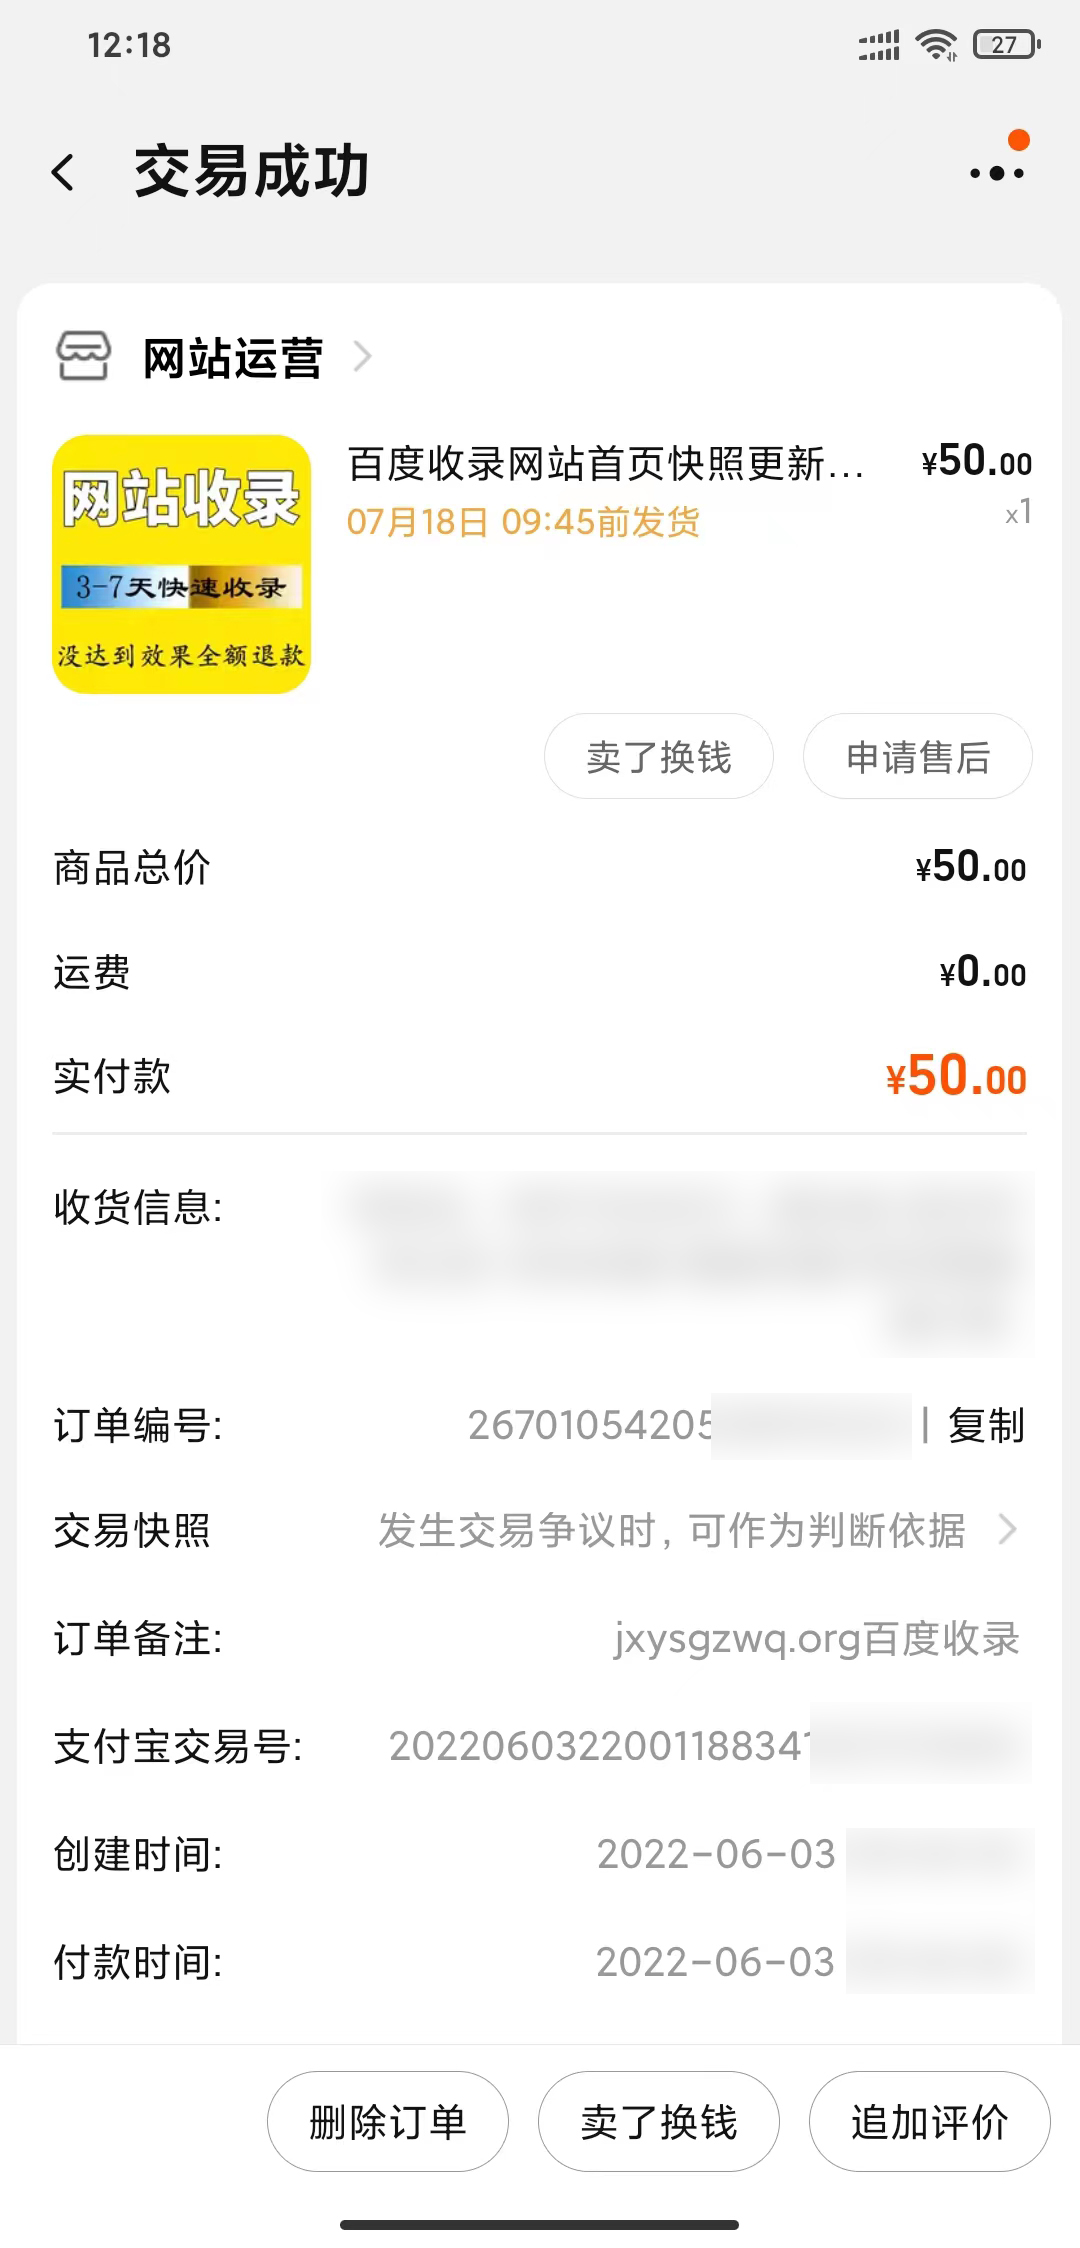 12:18
27
交易成功
网站运营
网站收录
3-7天快速收录
没达到效果全额退款
百度收录网站首页快照更新... ¥50.00
07月18日 09:45前发货 x1
卖了换钱 申请售后
商品总价 ¥50.00
运费 ¥0.00
实付款 ¥50.00
收货信息:
订单编号: 26701054205 | 复制
交易快照 发生交易争议时, 可作为判断依据
订单备注: jxysgzwq.org百度收录
支付宝交易号: 2022060322001188341
创建时间: 2022-06-03
付款时间: 2022-06-03
删除订单 卖了换钱 追加评价